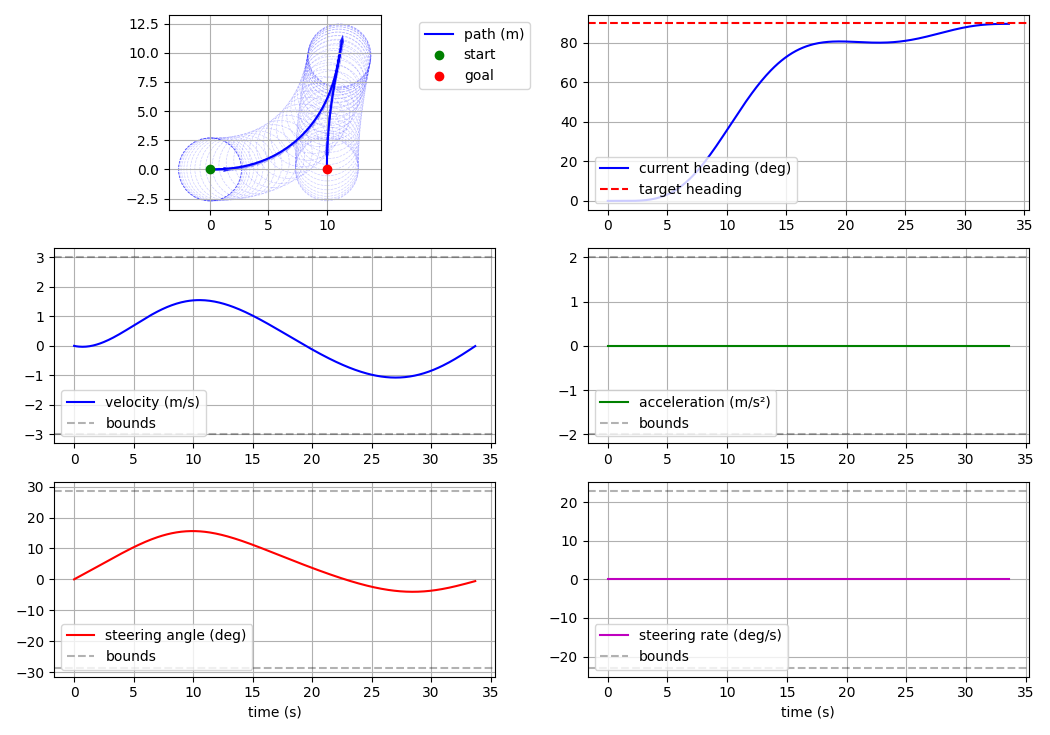 12.5
10.0
7.5
5.0
2.5
0.0
−2.5
0 5 10
path (m)
start
goal
80
60
40
20
0
current heading (deg)
target heading
0 5 10 15 20 25 30 35
3
2
1
0
−1
−2
−3
velocity (m/s)
bounds
0 5 10 15 20 25 30 35
2
1
0
−1
−2
acceleration (m/s²)
bounds
0 5 10 15 20 25 30 35
30
20
10
0
−10
−20
−30
steering angle (deg)
bounds
0 5 10 15 20 25 30 35
time (s)
20
10
0
−10
−20
steering rate (deg/s)
bounds
0 5 10 15 20 25 30 35
time (s)